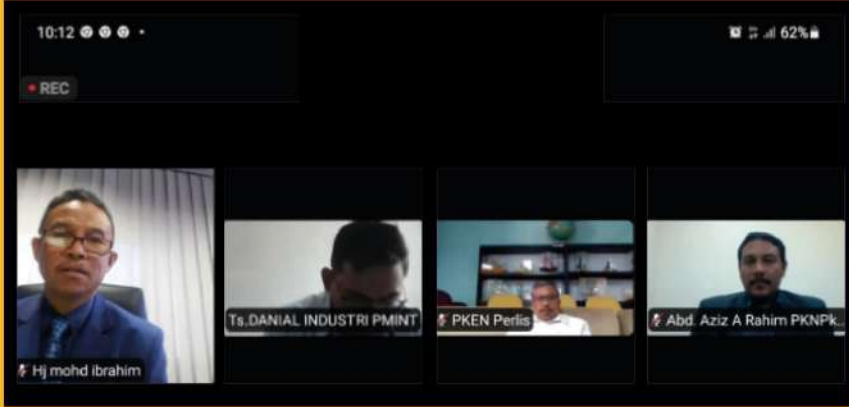 10:12
62%
REC
Hj mohd ibrahim
Ts.DANIAL INDUSTRI PMINT
PKEN Perlis
Abd. Aziz A Rahim PKNPk...